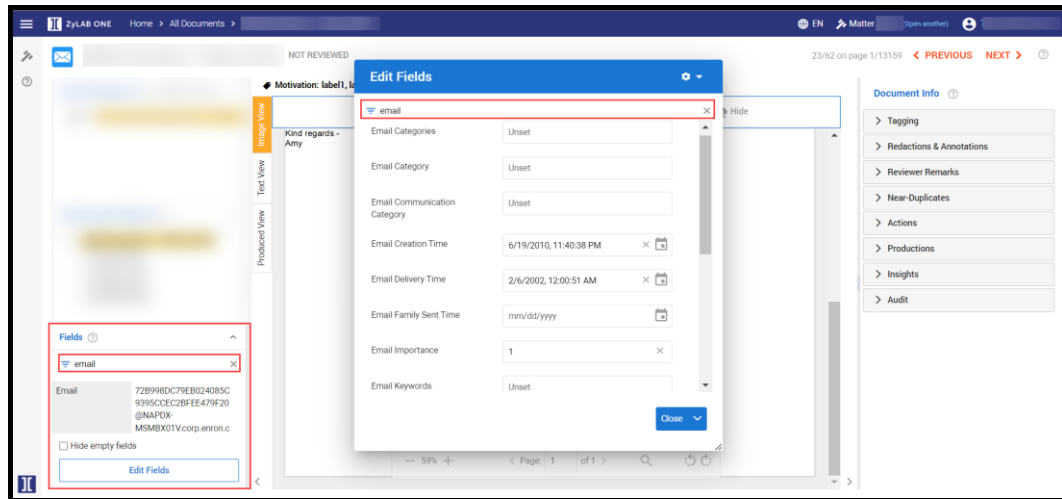 ZyLAB ONE Home > All Documents >
EN Matter (Open another)
NOT REVIEWED
23/62 on page 1/13159 < PREVIOUS NEXT >
Motivation: label1, la
Image View
Text View
Produced View
Kind regards -
Amy
Hide
Edit Fields
email
Email Categories Unset
Email Category Unset
Email Communication
Category Unset
Email Creation Time 6/19/2010, 11:40:38 PM
Email Delivery Time 2/6/2002, 12:00:51 AM
Email Family Sent Time mm/dd/yyyy
Email Importance 1
Email Keywords Unset
Close
59% + < Page: 1 of 1 >
Fields
email
Email 72B998DC79EB024085C
9395CCEC2BFEE479F20
@NAPDX-
MSMBX01V.corp.enron.c
Hide empty fields
Edit Fields
Document Info
Tagging
Redactions & Annotations
Reviewer Remarks
Near-Duplicates
Actions
Productions
Insights
Audit